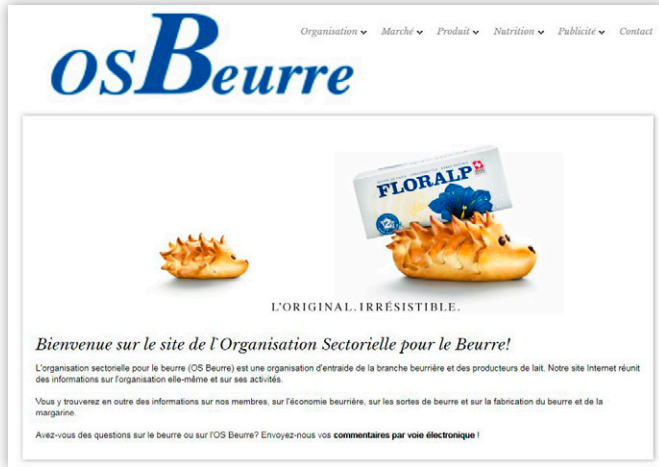 Organisation Marché Produit Nutrition Publicité Contact
OSBeurre
FLORALP
L'ORIGINAL. IRRÉSISTIBLE.
Bienvenue sur le site de l`Organisation Sectorielle pour le Beurre!
L'organisation sectorielle pour le beurre (OS Beurre) est une organisation d'entraide de la branche beurrière et des producteurs de lait. Notre site Internet réunit
des informations sur l'organisation elle-même et sur ses activités.
Vous y trouverez en outre des informations sur nos membres, sur l'économie beurrière, sur les sortes de beurre et sur la fabrication du beurre et de la
margarine.
Avez-vous des questions sur le beurre ou sur l'OS Beurre? Envoyez-nous vos commentaires par voie électronique !